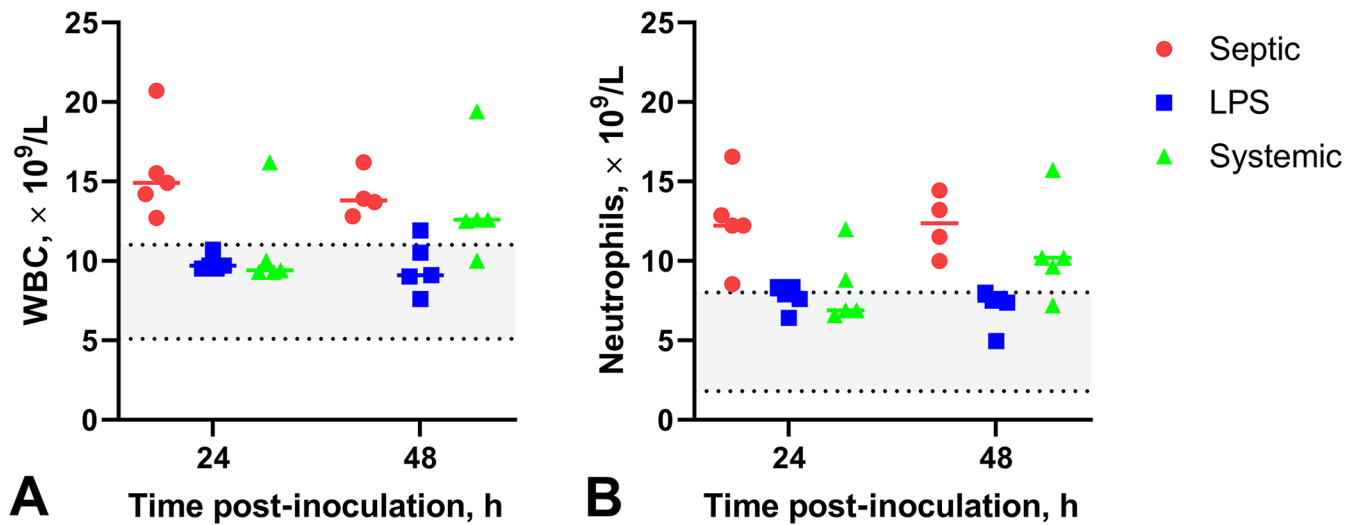 25
20
15
10
5
0
WBC, × 10⁹/L
24 48
Time post-inoculation, h
A
25
20
15
10
5
0
Neutrophils, × 10⁹/L
24 48
Time post-inoculation, h
B
Septic
LPS
Systemic